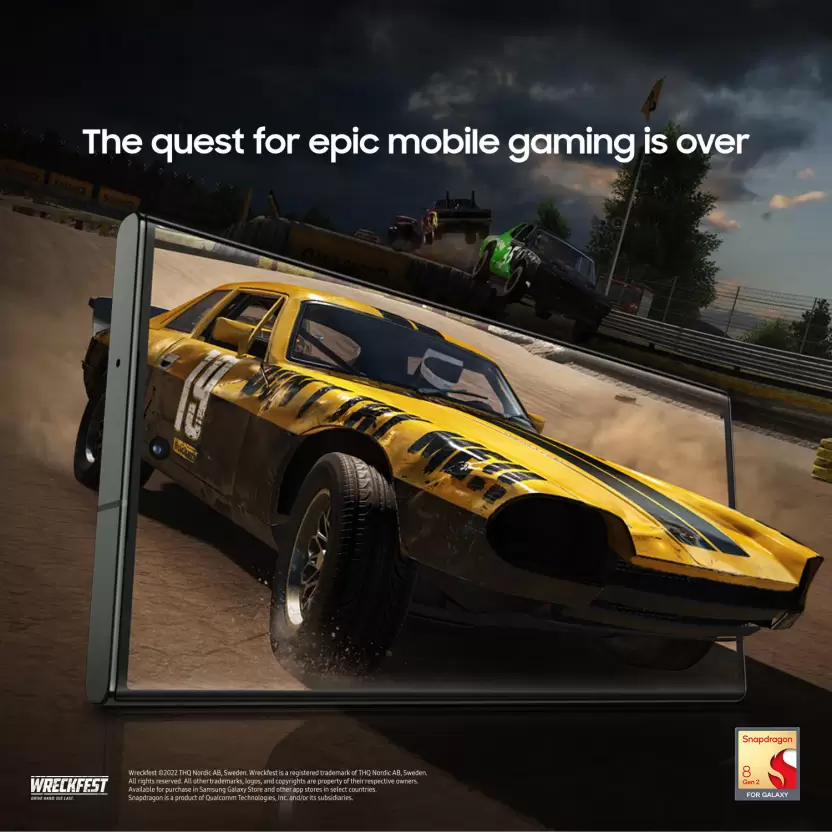 The quest for epic mobile gaming is over
35
19
Wreckfest ©2022 THQ Nordic AB, Sweden. Wreckfest is a registered trademark of THQ Nordic AB, Sweden.
All rights reserved. All other trademarks, logos, and copyrights are property of their respective owners.
Available for purchase in Samsung Galaxy Store and other app stores in select countries.
Snapdragon is a product of Qualcomm Technologies, Inc. and/or its subsidiaries.
WRECKFEST
DRIVE HARD. DIE LAST.
Snapdragon
8
Gen 2
FOR GALAXY